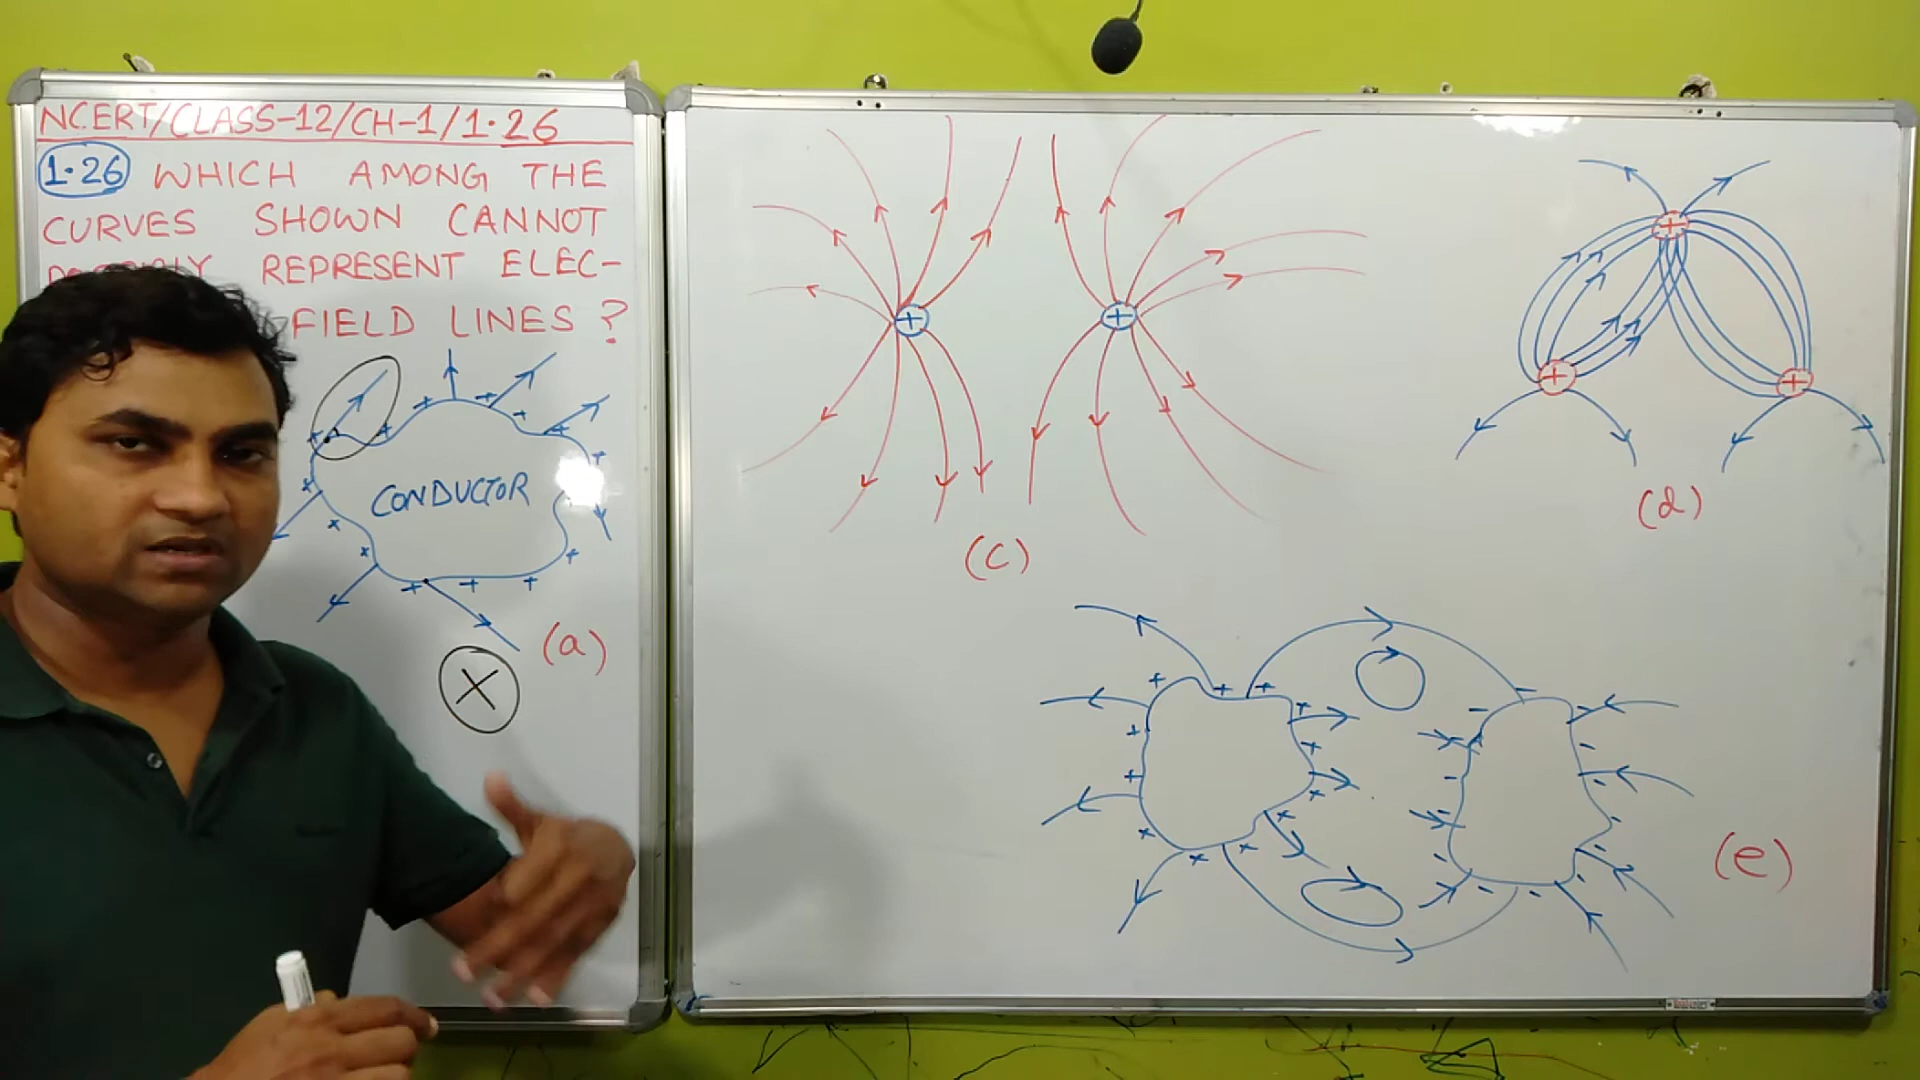 NCERT/CLASS-12/CH-1/1.26
1.26 WHICH AMONG THE
CURVES SHOWN CANNOT
REPRESENT ELEC-
FIELD LINES ?
CONDUCTOR
(a)
(c)
(d)
(e)